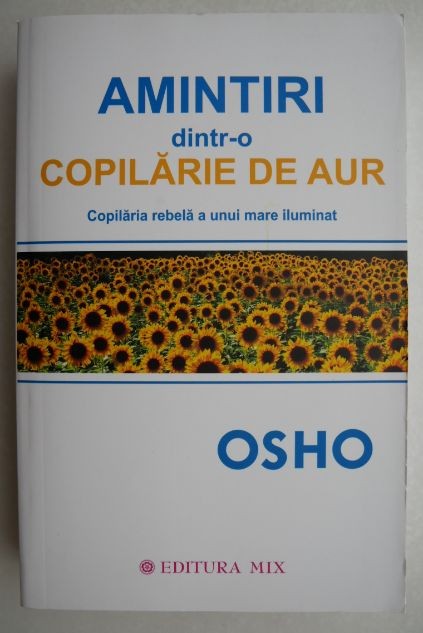 AMINTIRI
dintr-o
COPILĂRIE DE AUR
Copilăria rebelă a unui mare iluminat
OSHO
EDITURA MIX